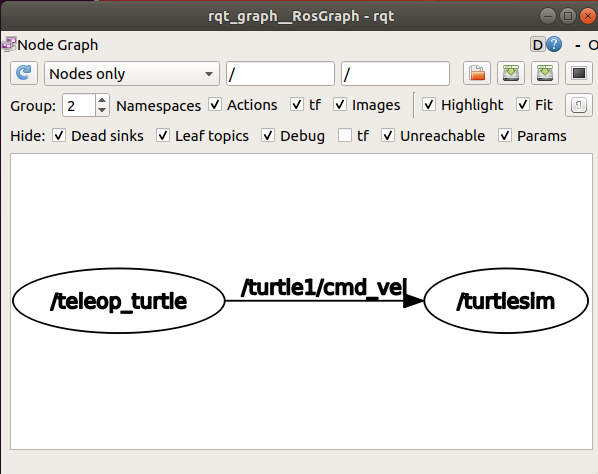 rqt_graph__RosGraph - rqt
Node Graph D ? - O
Nodes only / /
Group: 2 Namespaces Actions tf Images Highlight Fit
Hide: Dead sinks Leaf topics Debug tf Unreachable Params
/turtle1/cmd_vel
/teleop_turtle /turtlesim